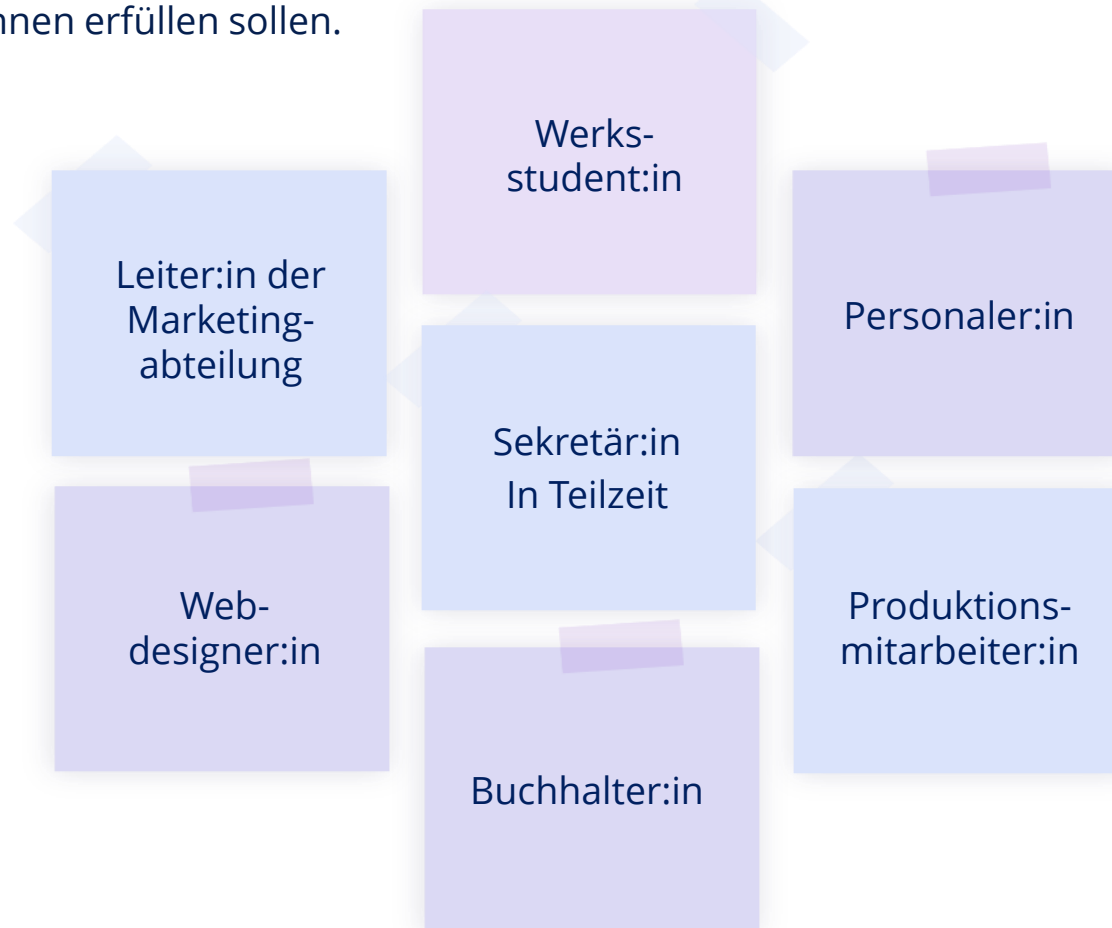 erfüllen sollen.
Werks-
student:in
Leiter:in der
Marketing-
abteilung
Personaler:in
Sekretär:in
In Teilzeit
Web-
designer:in
Produktions-
mitarbeiter:in
Buchhalter:in